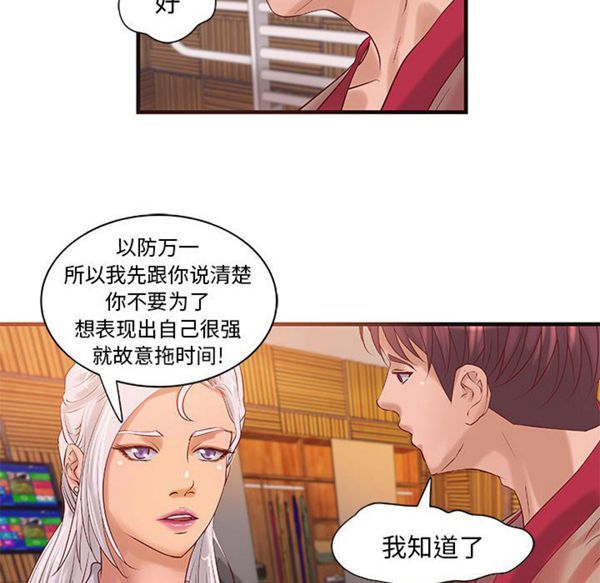 好
以防万一
所以我先跟你说清楚
你不要为了
想表现出自己很强
就故意拖时间!
我知道了